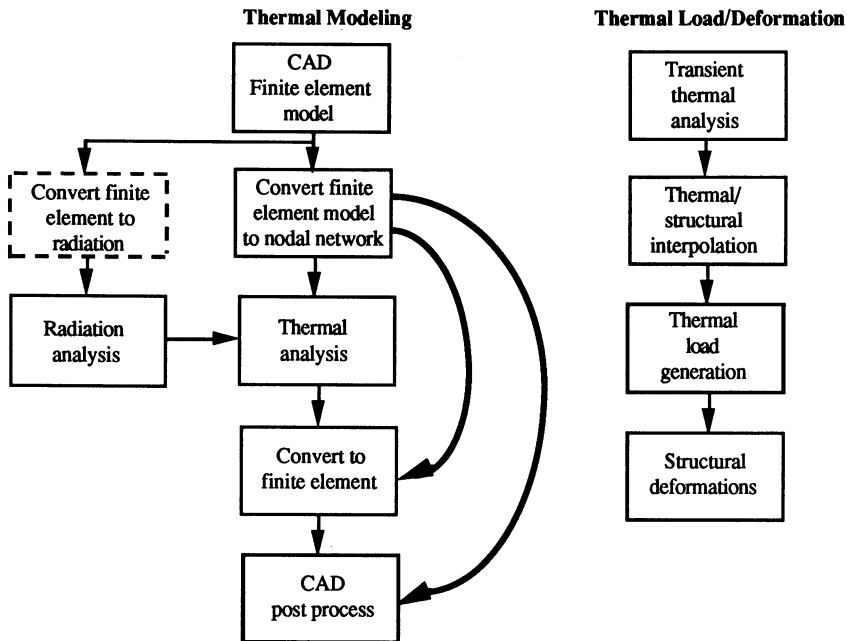 Thermal Modeling
CAD
Finite element
model
Convert finite
element to
radiation
Convert finite
element model
to nodal network
Radiation
analysis
Thermal
analysis
Convert to
finite element
CAD
post process
Thermal Load/Deformation
Transient
thermal
analysis
Thermal/
structural
interpolation
Thermal
load
generation
Structural
deformations